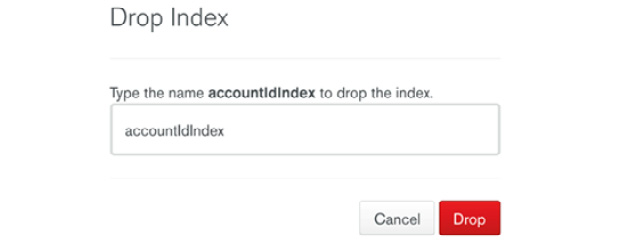 Drop Index
Type the name accountIdIndex to drop the index.
accountIdIndex
Cancel Drop